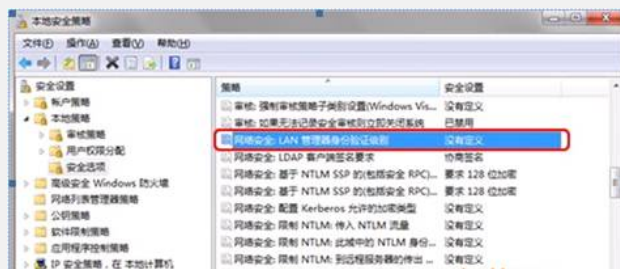 本地安全策略
文件(F) 操作(A) 查看(V) 帮助(H)
安全设置
帐户策略
本地策略
审核策略
用户权限分配
安全选项
高级安全 Windows 防火墙
网络列表管理器策略
公钥策略
软件限制策略
应用程序控制策略
IP 安全策略，在 本地计算机
策略 安全设置
审核: 强制审核策略子类别设置(Windows Vis... 没有定义
审核: 如果无法记录安全审核则立即关闭系统 已禁用
网络安全: LAN 管理器身份验证级别 没有定义
网络安全: LDAP 客户端签名要求 协商签名
网络安全: 基于 NTLM SSP 的(包括安全 RPC)... 要求 128 位加密
网络安全: 基于 NTLM SSP 的(包括安全 RPC)... 要求 128 位加密
网络安全: 配置 Kerberos 允许的加密类型 没有定义
网络安全: 限制 NTLM: 传入 NTLM 流量 没有定义
网络安全: 限制 NTLM: 此域中的 NTLM 身份... 没有定义
网络安全: 限制 NTLM: 到远程服务器的传出 ... 没有定义